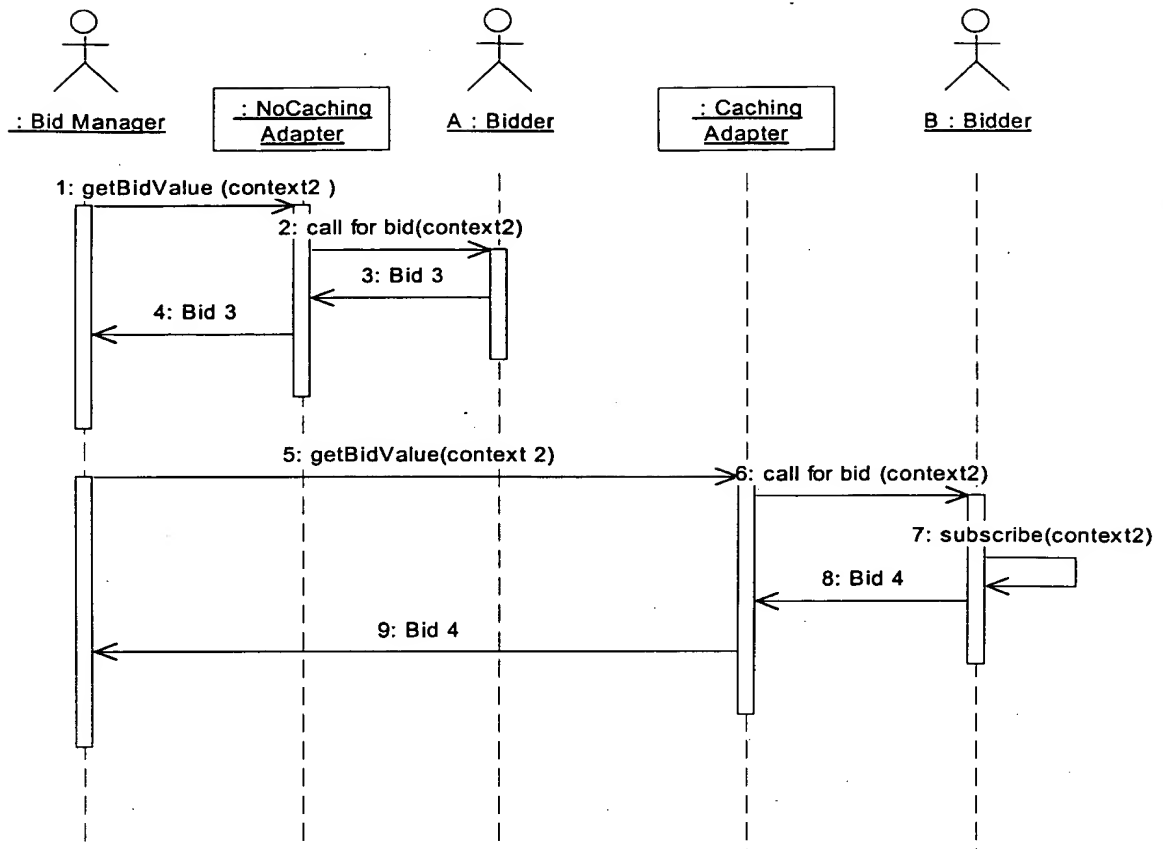 : Bid Manager
: NoCaching
Adapter
A : Bidder
: Caching
Adapter
B : Bidder
1: getBidValue (context2 )
2: call for bid(context2)
3: Bid 3
4: Bid 3
5: getBidValue(context 2)
6: call for bid (context2)
7: subscribe(context2)
8: Bid 4
9: Bid 4